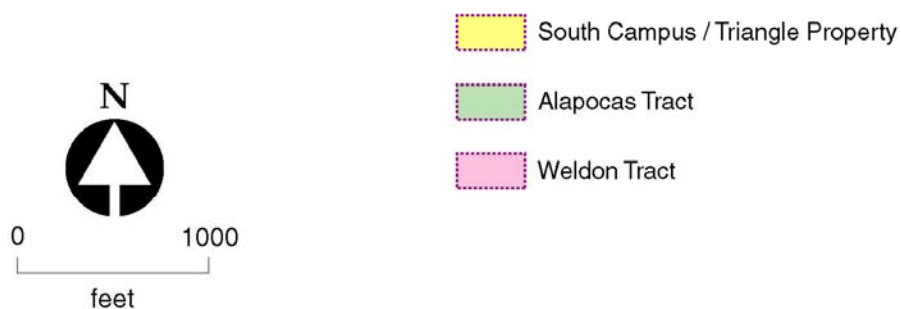 South Campus / Triangle Property
N
Alapocas Tract
Weldon Tract
0 1000
feet